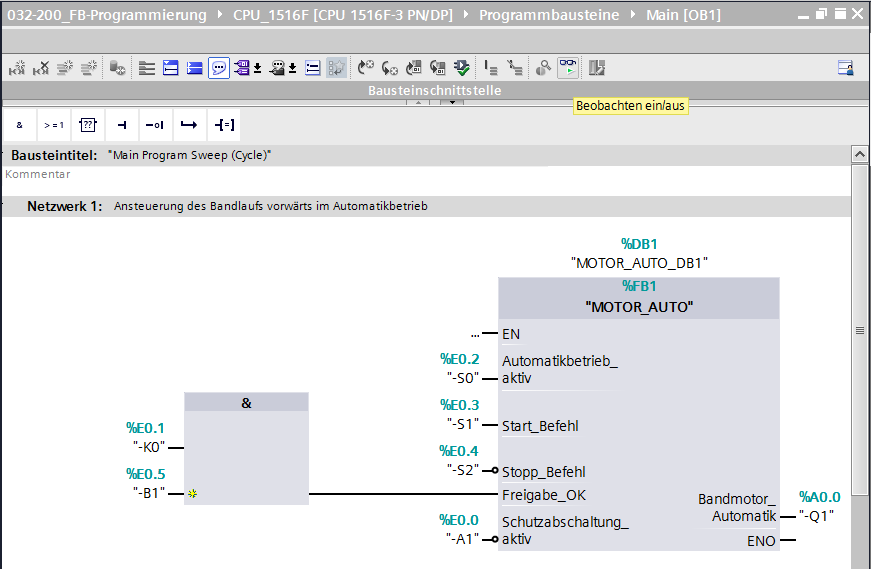 032-200_FB-Programmierung › CPU_1516F [CPU 1516F-3 PN/DP] › Programmbausteine › Main [OB1]
Bausteinschnittstelle
Beobachten ein/aus
& >=1 ??
Bausteintitel: "Main Program Sweep (Cycle)"
Kommentar
Netzwerk 1: Ansteuerung des Bandlaufs vorwärts im Automatikbetrieb
%DB1
"MOTOR_AUTO_DB1"
%FB1
"MOTOR_AUTO"
... EN
%E0.2
"-S0"
Automatikbetrieb_
aktiv
%E0.3
"-S1" Start_Befehl
%E0.4
"-S2" Stopp_Befehl
&
%E0.1
"-K0"
%E0.5
"-B1"
Freigabe_OK
%E0.0
"-A1"
Schutzabschaltung_
aktiv
Bandmotor_
Automatik
%A0.0
"-Q1"
ENO